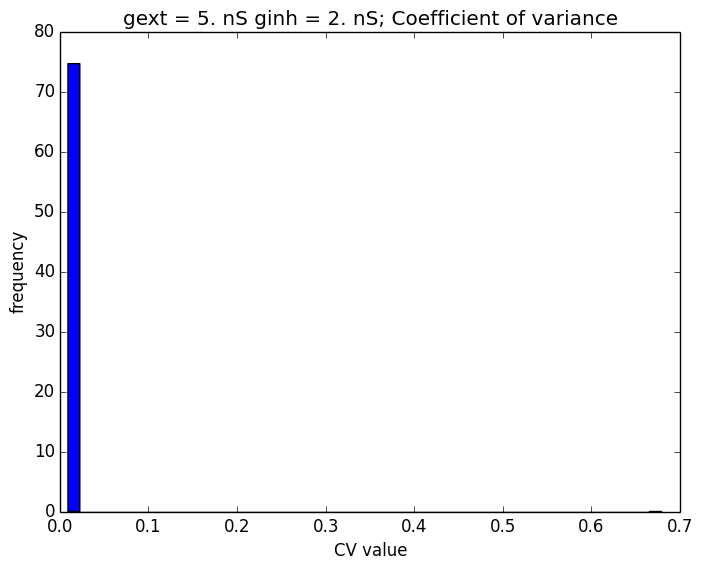 gext = 5. nS ginh = 2. nS; Coefficient of variance
80
70
60
50
40
30
20
10
0
frequency
0.0 0.1 0.2 0.3 0.4 0.5 0.6 0.7
CV value